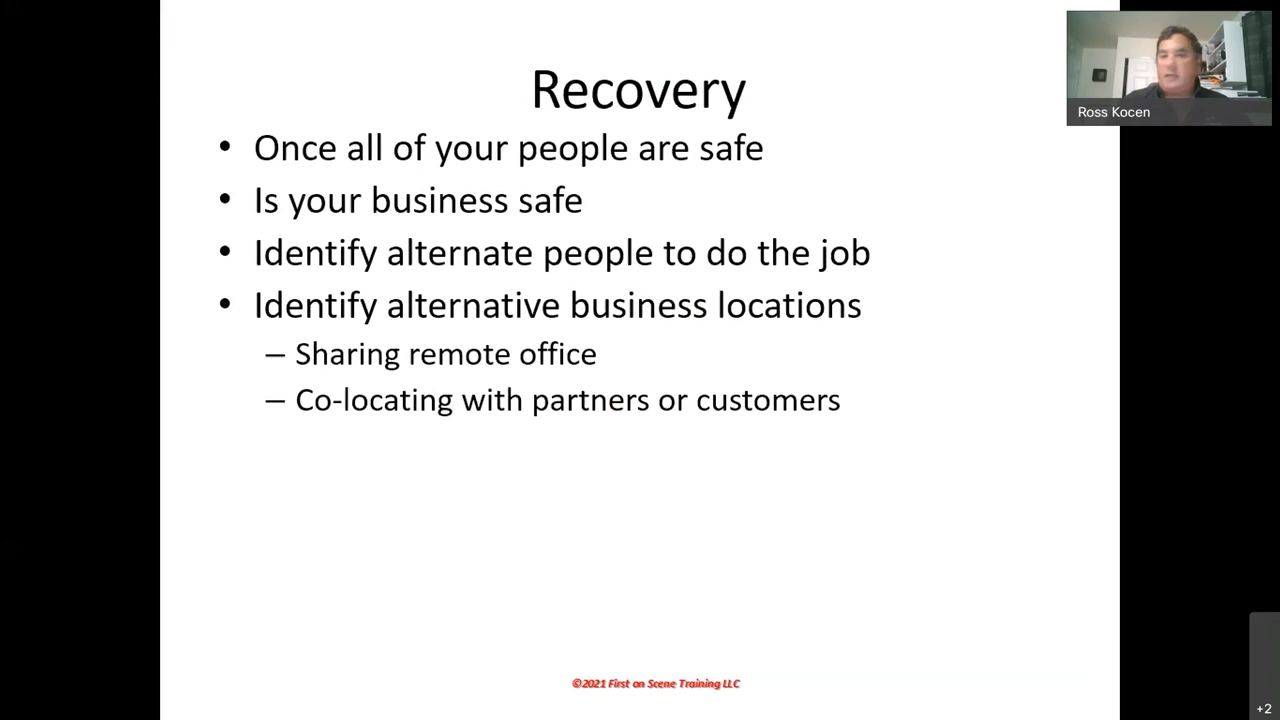 Recovery
Ross Kocen
• Once all of your people are safe
• Is your business safe
• Identify alternate people to do the job
• Identify alternative business locations
– Sharing remote office
– Co-locating with partners or customers
©2021 First on Scene Training LLC
+2